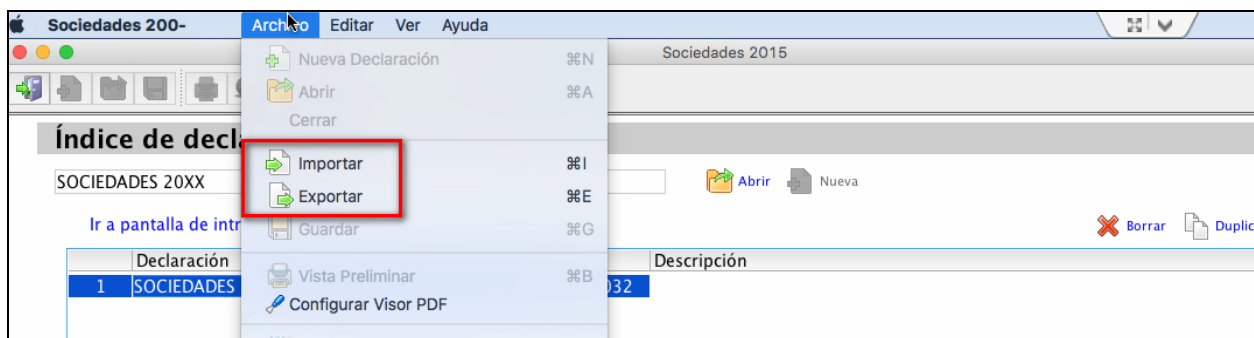 Sociedades 200- Archivo Editar Ver Ayuda
Sociedades 2015
Nueva Declaración ⌘N
Abrir ⌘A
Cerrar
Índice de decl
Importar ⌘I
SOCIEDADES 20XX
Abrir Nueva
Exportar ⌘E
Ir a pantalla de intr
Guardar ⌘G
Borrar Duplic
Declaración
Descripción
Vista Preliminar ⌘B
1 SOCIEDADES 032
Configurar Visor PDF